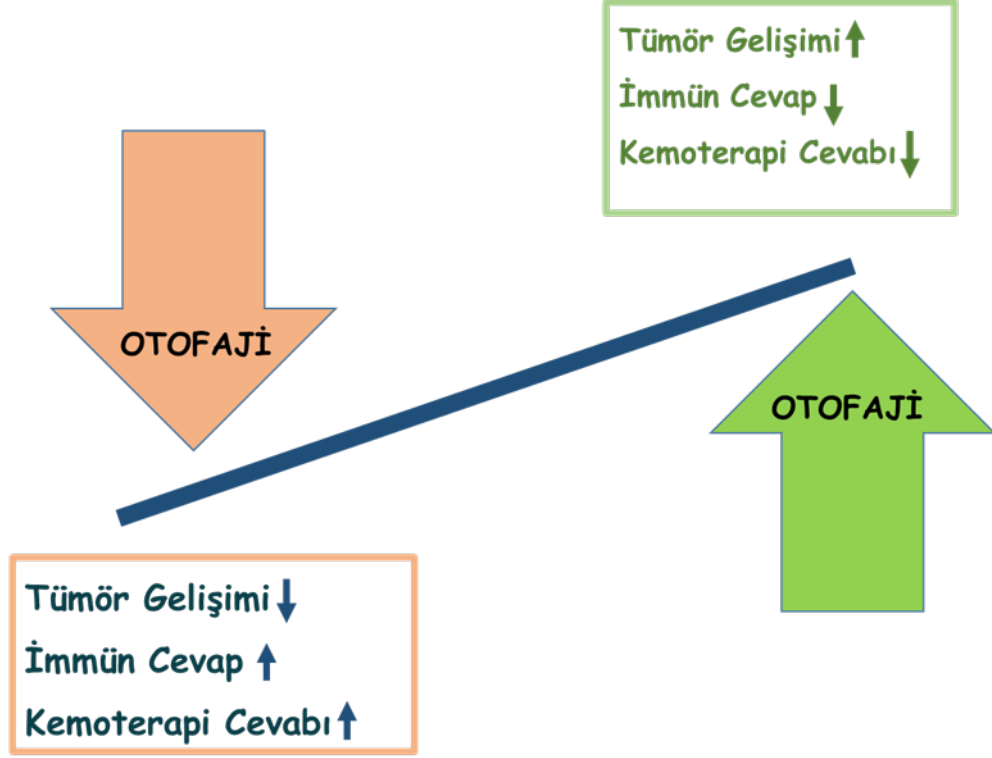 Tümör Gelişimi↑
İmmün Cevap↓
Kemoterapi Cevabı↓
OTOFAJİ
OTOFAJİ
Tümör Gelişimi↓
İmmün Cevap ↑
Kemoterapi Cevabı↑